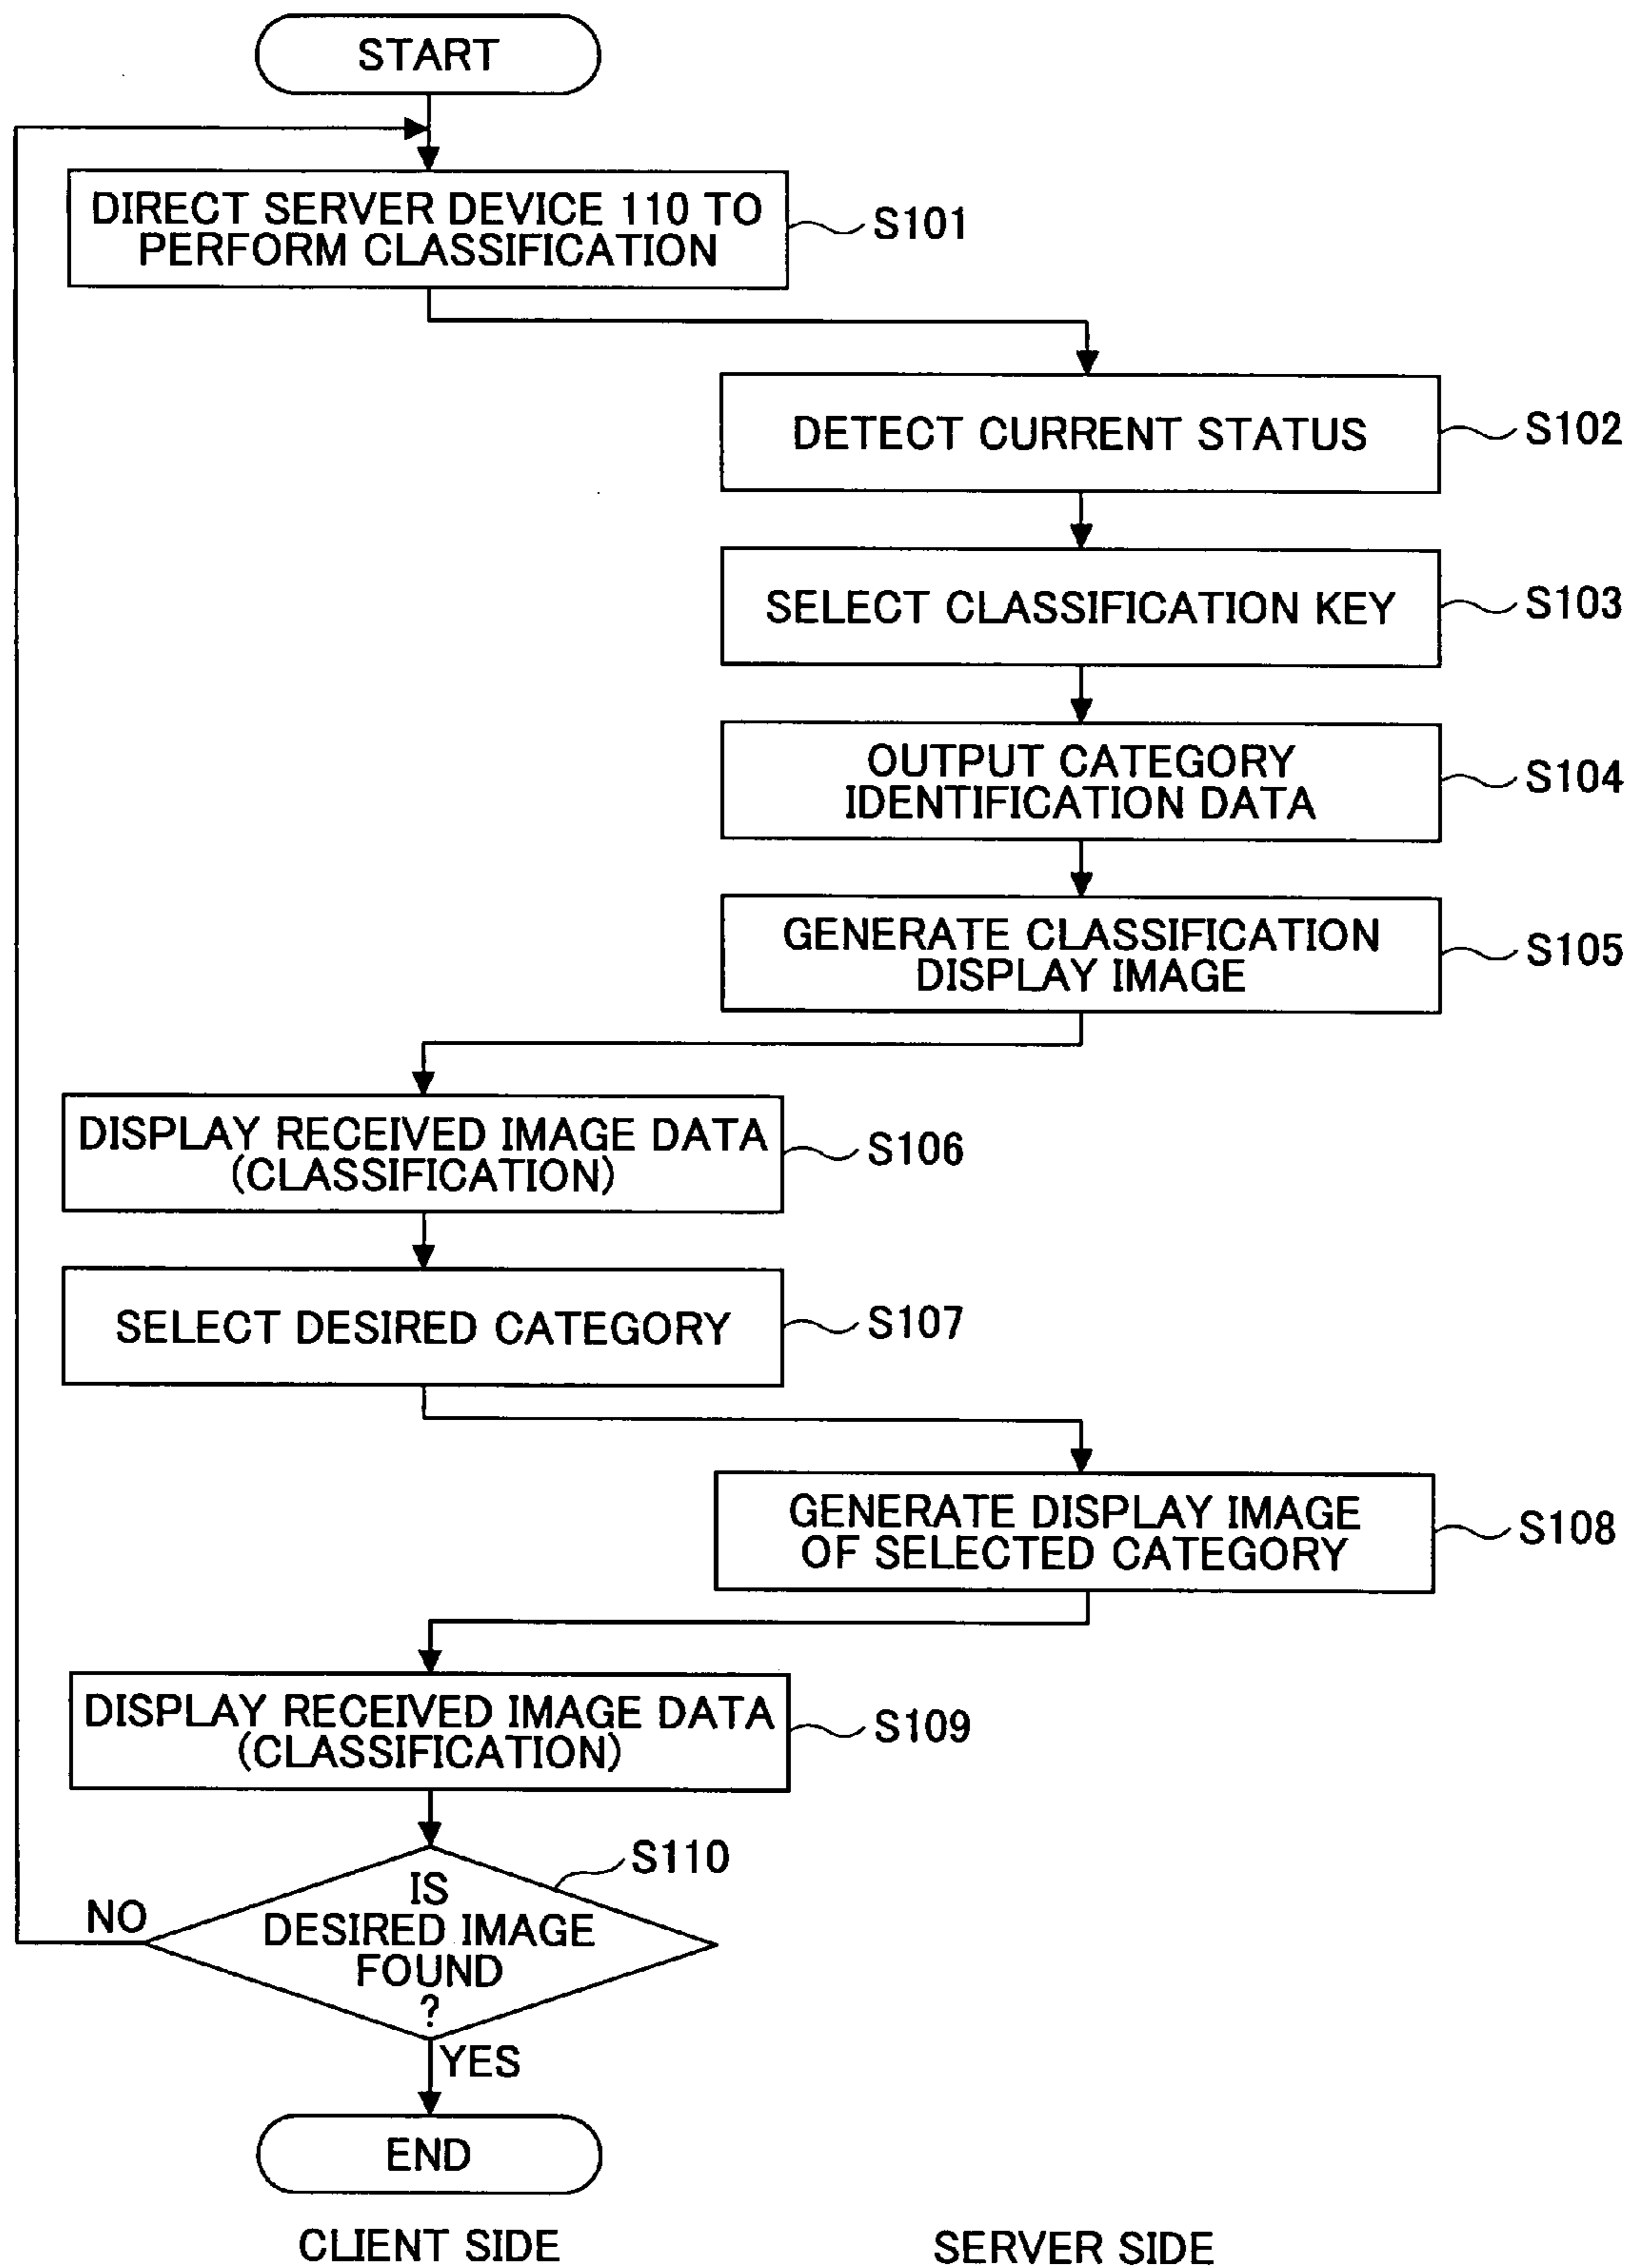 START
DIRECT SERVER DEVICE 110 TO
PERFORM CLASSIFICATION
S101
DETECT CURRENT STATUS
S102
SELECT CLASSIFICATION KEY
S103
OUTPUT CATEGORY
IDENTIFICATION DATA
S104
GENERATE CLASSIFICATION
DISPLAY IMAGE
S105
DISPLAY RECEIVED IMAGE DATA
(CLASSIFICATION)
S106
SELECT DESIRED CATEGORY
S107
GENERATE DISPLAY IMAGE
OF SELECTED CATEGORY
S108
DISPLAY RECEIVED IMAGE DATA
(CLASSIFICATION)
S109
S110
IS
DESIRED IMAGE
FOUND
?
NO
YES
END
CLIENT SIDE
SERVER SIDE